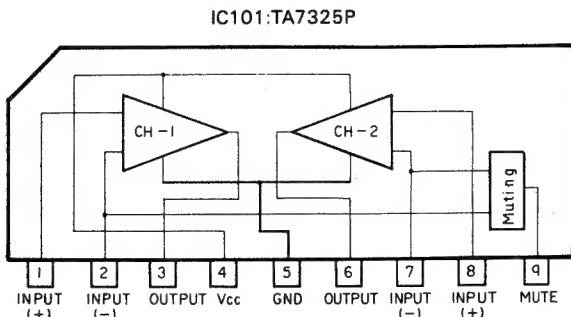 IC101:TA7325P
CH-1
CH-2
Muting
1 2 3 4 5 6 7 8 9
INPUT (+)
INPUT (−)
OUTPUT
Vcc
GND
OUTPUT
INPUT (−)
INPUT (+)
MUTE